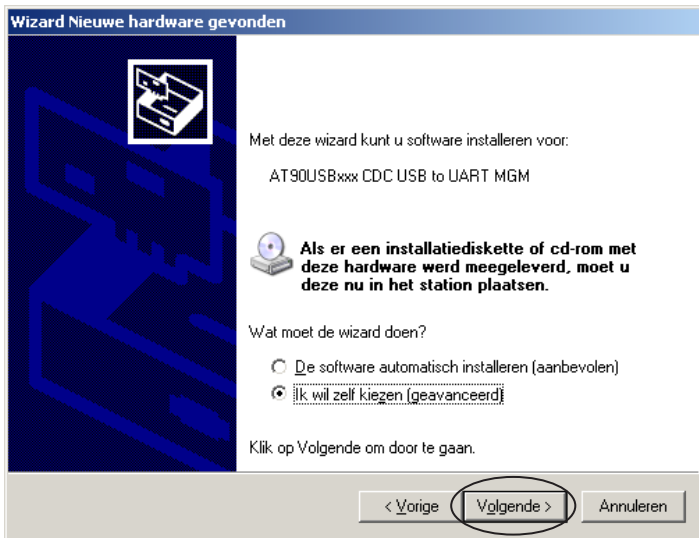 Wizard Nieuwe hardware gevonden
Met deze wizard kunt u software installeren voor:
AT90USBxxx CDC USB to UART MGM
Als er een installatiediskette of cd-rom met
deze hardware werd meegeleverd, moet u
deze nu in het station plaatsen.
Wat moet de wizard doen?
De software automatisch installeren (aanbevolen)
Ik wil zelf kiezen (geavanceerd)
Klik op Volgende om door te gaan.
< Vorige Volgende > Annuleren